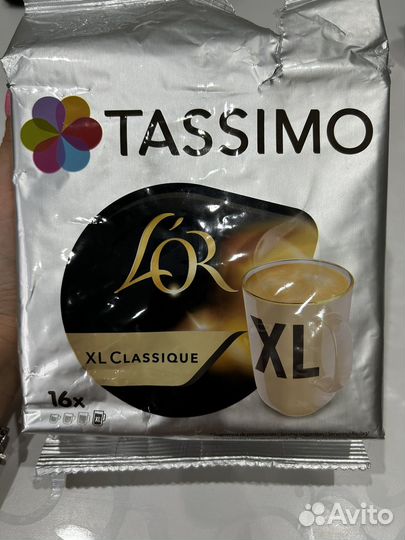 TASSIMO
L'OR
XL CLASSIQUE
XL
16x
Avito